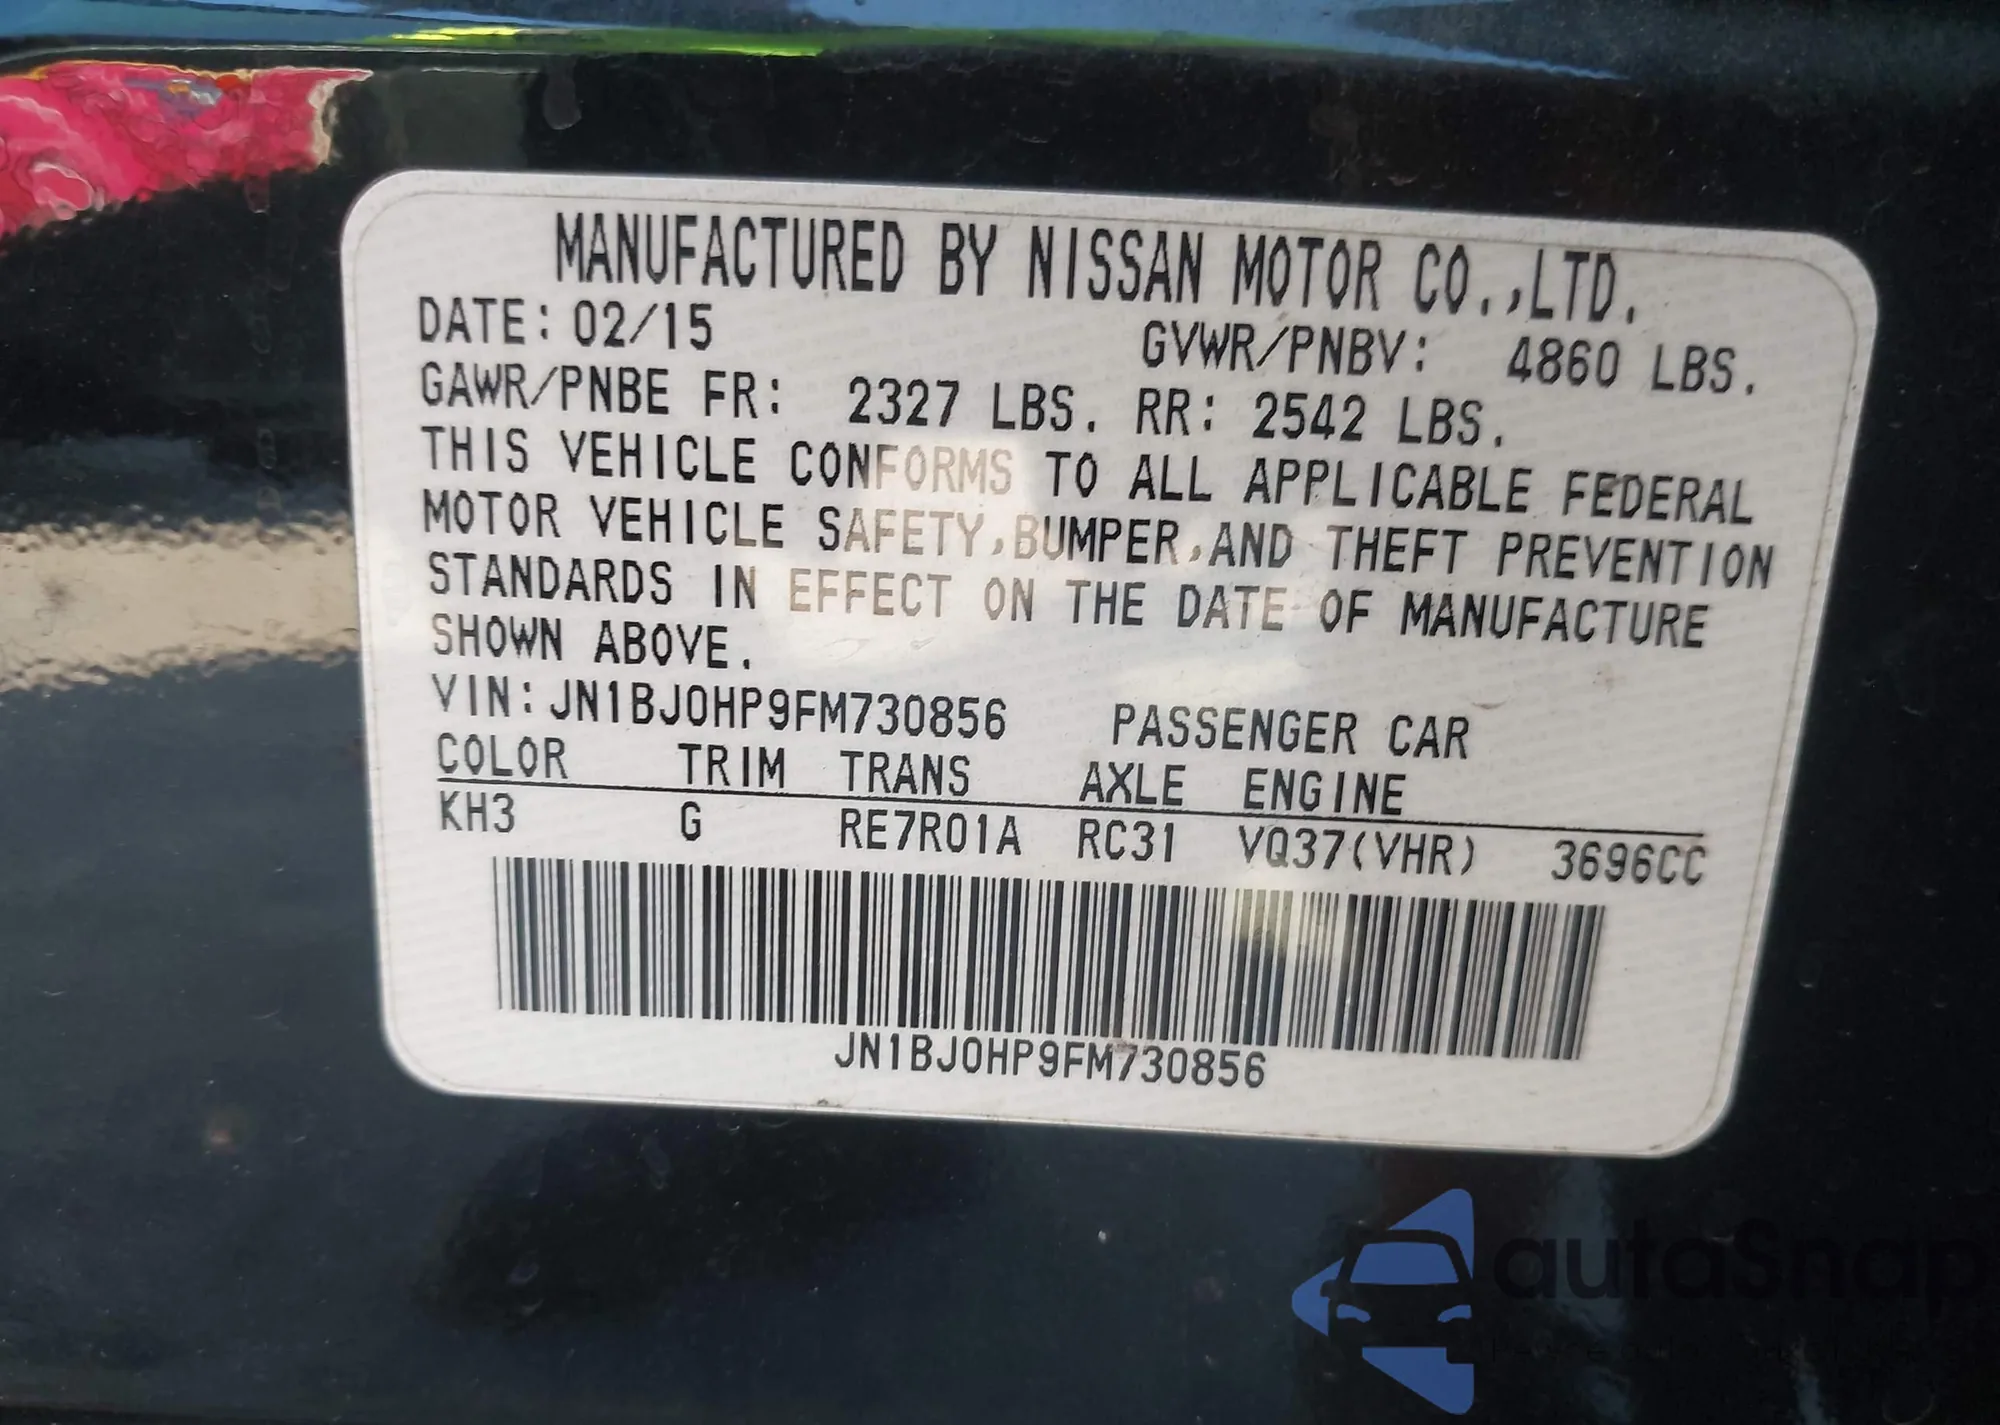 MANUFACTURED BY NISSAN MOTOR CO.,LTD.
DATE: 02/15 GVWR/PNBV: 4860 LBS.
GAWR/PNBE FR: 2327 LBS. RR: 2542 LBS.
THIS VEHICLE CONFORMS TO ALL APPLICABLE FEDERAL
MOTOR VEHICLE SAFETY,BUMPER,AND THEFT PREVENTION
STANDARDS IN EFFECT ON THE DATE OF MANUFACTURE
SHOWN ABOVE.
VIN: JN1BJ0HP9FM730856 PASSENGER CAR
COLOR TRIM TRANS AXLE ENGINE
KH3 G RE7R01A RC31 VQ37(VHR) 3696CC
JN1BJ0HP9FM730856
autaSnap